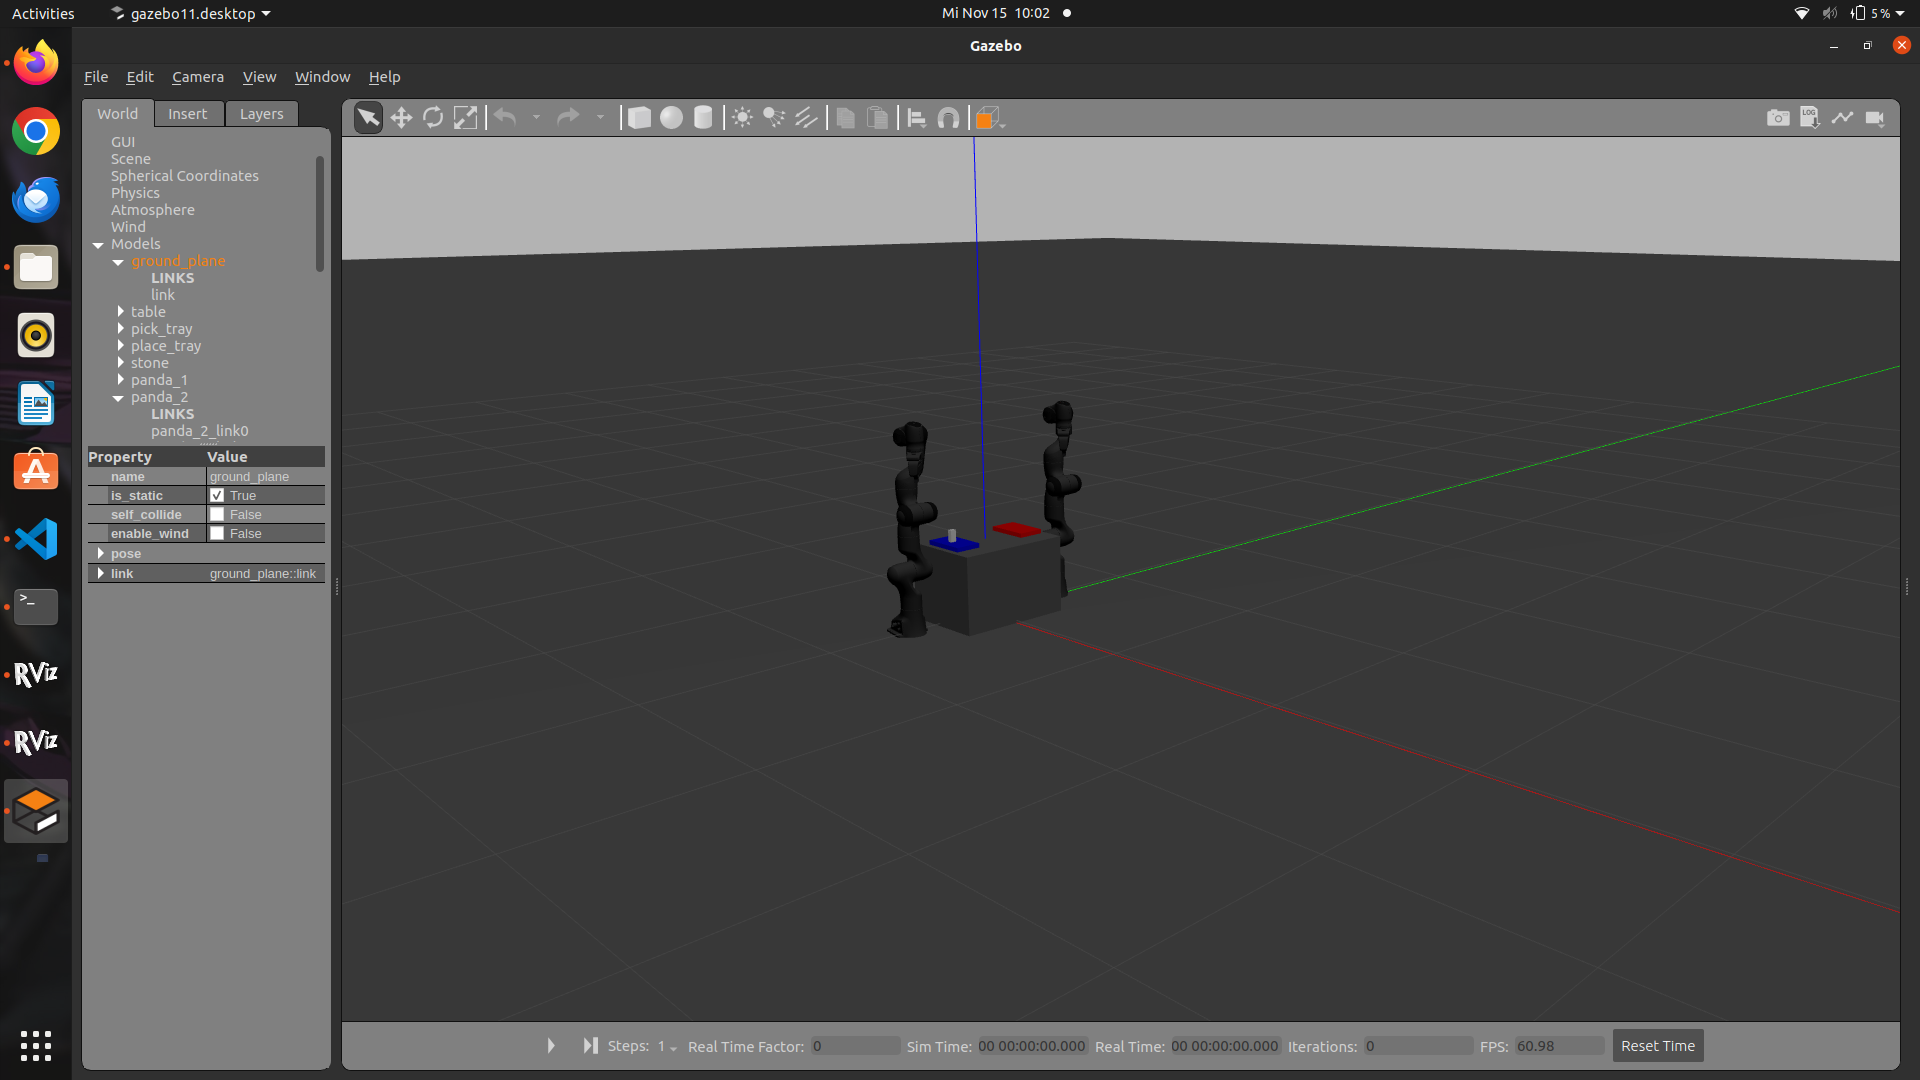 Activities
gazebo11.desktop
Mi Nov 15 10:02
5 %
Gazebo
File Edit Camera View Window Help
World Insert Layers
LOG
GUI
Scene
Spherical Coordinates
Physics
Atmosphere
Wind
Models
ground_plane
LINKS
link
table
pick_tray
place_tray
stone
panda_1
panda_2
LINKS
panda_2_link0
Property Value
name ground_plane
is_static True
self_collide False
enable_wind False
pose
link ground_plane::link
>_
RViz
RViz
Steps: 1 Real Time Factor: 0 Sim Time: 00 00:00:00.000 Real Time: 00 00:00:00.000 Iterations: 0 FPS: 60.98 Reset Time